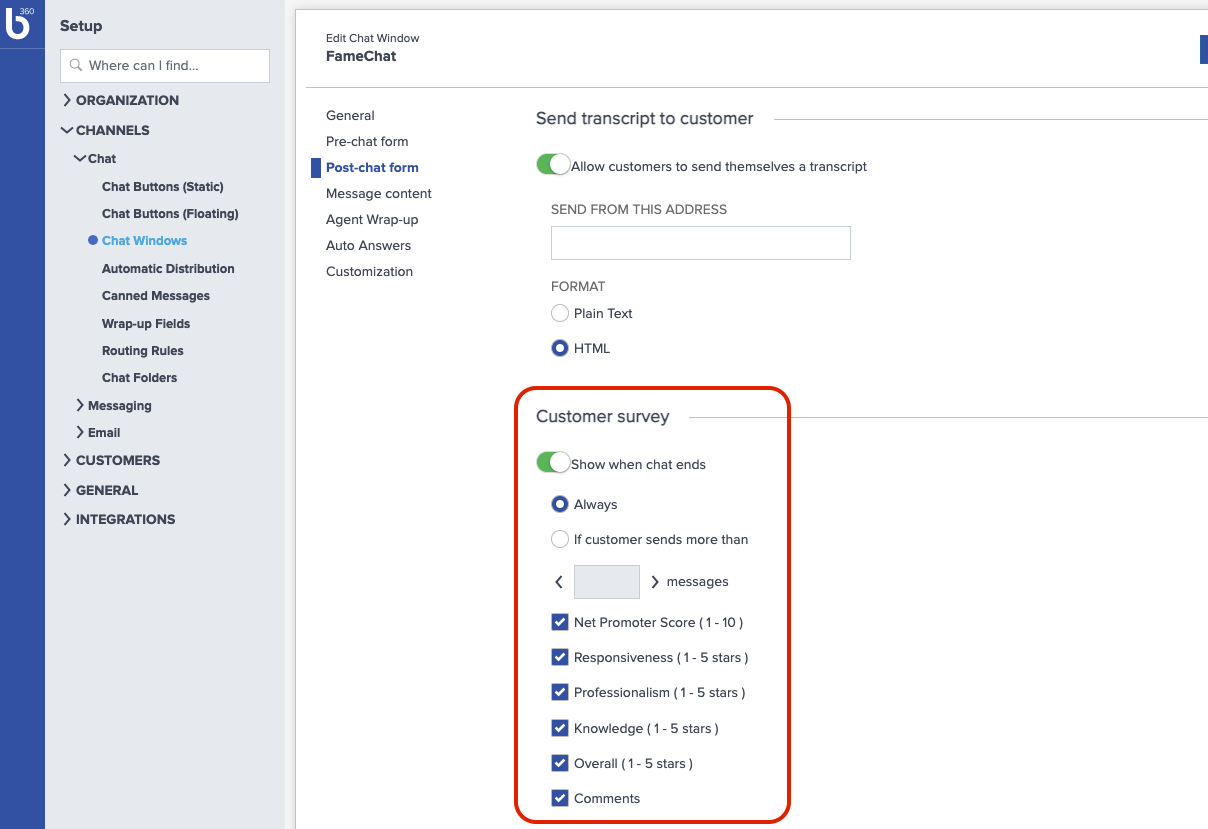 360
b
Setup
Where can I find...
ORGANIZATION
CHANNELS
Chat
Chat Buttons (Static)
Chat Buttons (Floating)
Chat Windows
Automatic Distribution
Canned Messages
Wrap-up Fields
Routing Rules
Chat Folders
Messaging
Email
CUSTOMERS
GENERAL
INTEGRATIONS
Edit Chat Window
FameChat
General
Pre-chat form
Post-chat form
Message content
Agent Wrap-up
Auto Answers
Customization
Send transcript to customer
Allow customers to send themselves a transcript
SEND FROM THIS ADDRESS
FORMAT
Plain Text
HTML
Customer survey
Show when chat ends
Always
If customer sends more than
messages
Net Promoter Score ( 1 - 10 )
Responsiveness ( 1 - 5 stars )
Professionalism ( 1 - 5 stars )
Knowledge ( 1 - 5 stars )
Overall ( 1 - 5 stars )
Comments